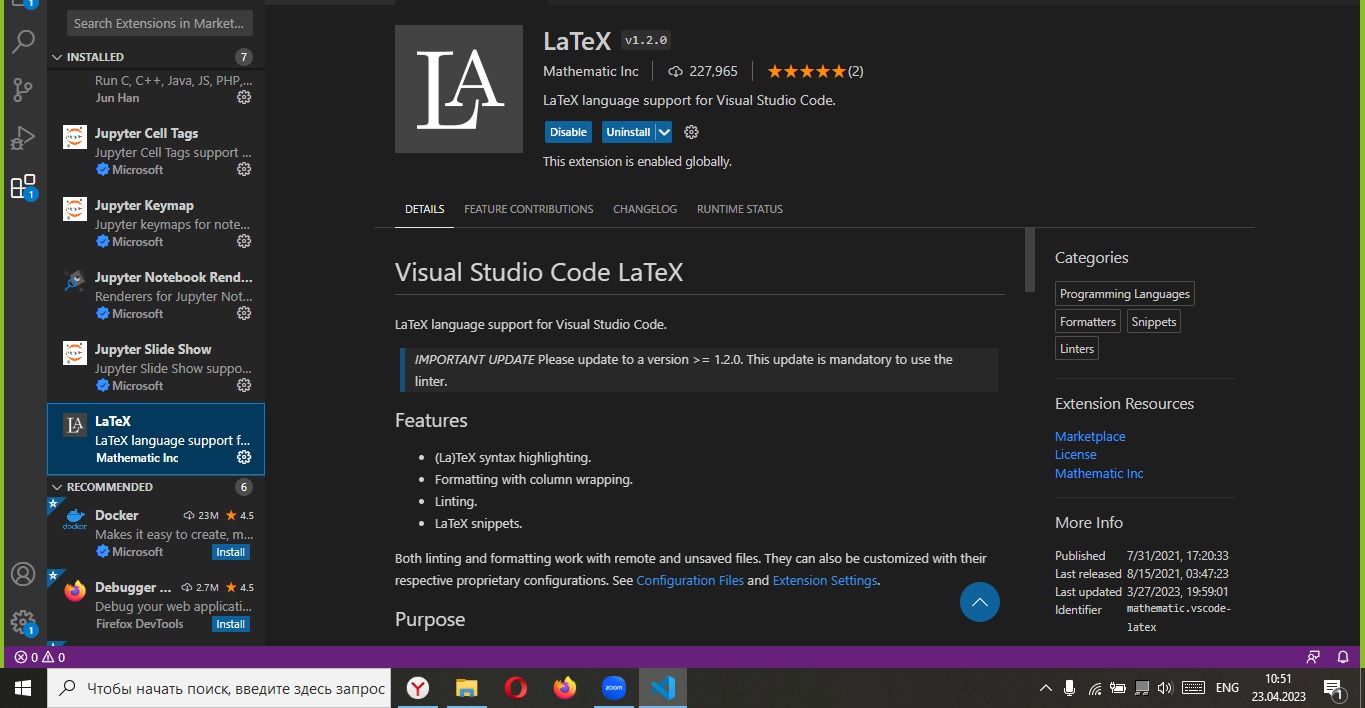 1
Search Extensions in Market...
INSTALLED 7
Run C, C++, Java, JS, PHP,...
Jun Han
Jupyter Cell Tags
Jupyter Cell Tags support ...
Microsoft
Jupyter Keymap
Jupyter keymaps for note...
Microsoft
Jupyter Notebook Rend...
Renderers for Jupyter Not...
Microsoft
Jupyter Slide Show
Jupyter Slide Show suppo...
Microsoft
LA LaTeX
LaTeX language support f...
Mathematic Inc
RECOMMENDED 6
docker Docker 23M 4.5
Makes it easy to create, m...
Microsoft Install
Debugger ... 2.7M 4.5
Debug your web applicati...
Firefox DevTools Install
1
1
LA
LaTeX v1.2.0
Mathematic Inc 227,965 ★★★★★(2)
LaTeX language support for Visual Studio Code.
Disable Uninstall
This extension is enabled globally.
DETAILS FEATURE CONTRIBUTIONS CHANGELOG RUNTIME STATUS
Visual Studio Code LaTeX
LaTeX language support for Visual Studio Code.
IMPORTANT UPDATE Please update to a version >= 1.2.0. This update is mandatory to use the
linter.
Features
• (La)TeX syntax highlighting.
• Formatting with column wrapping.
• Linting.
• LaTeX snippets.
Both linting and formatting work with remote and unsaved files. They can also be customized with their
respective proprietary configurations. See Configuration Files and Extension Settings.
Purpose
Categories
Programming Languages
Formatters Snippets
Linters
Extension Resources
Marketplace
License
Mathematic Inc
More Info
Published 7/31/2021, 17:20:33
Last released 8/15/2021, 03:47:23
Last updated 3/27/2023, 19:59:01
Identifier mathematic.vscode-
latex
0 0
Чтобы начать поиск, введите здесь запрос
Y
zoom
ENG
10:51
23.04.2023
1